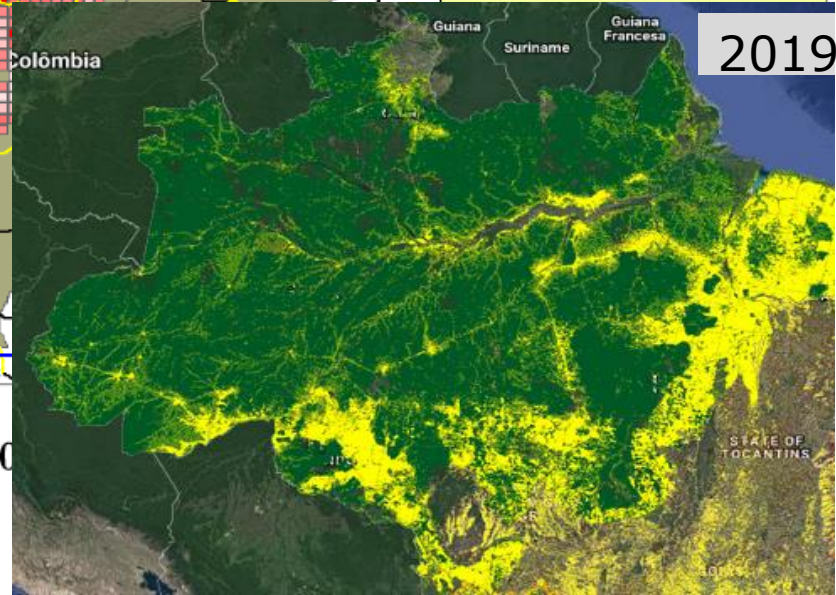 Guiana
Guiana
Francesa
Suriname
2019
Colômbia
STATE OF
TOCANTINS